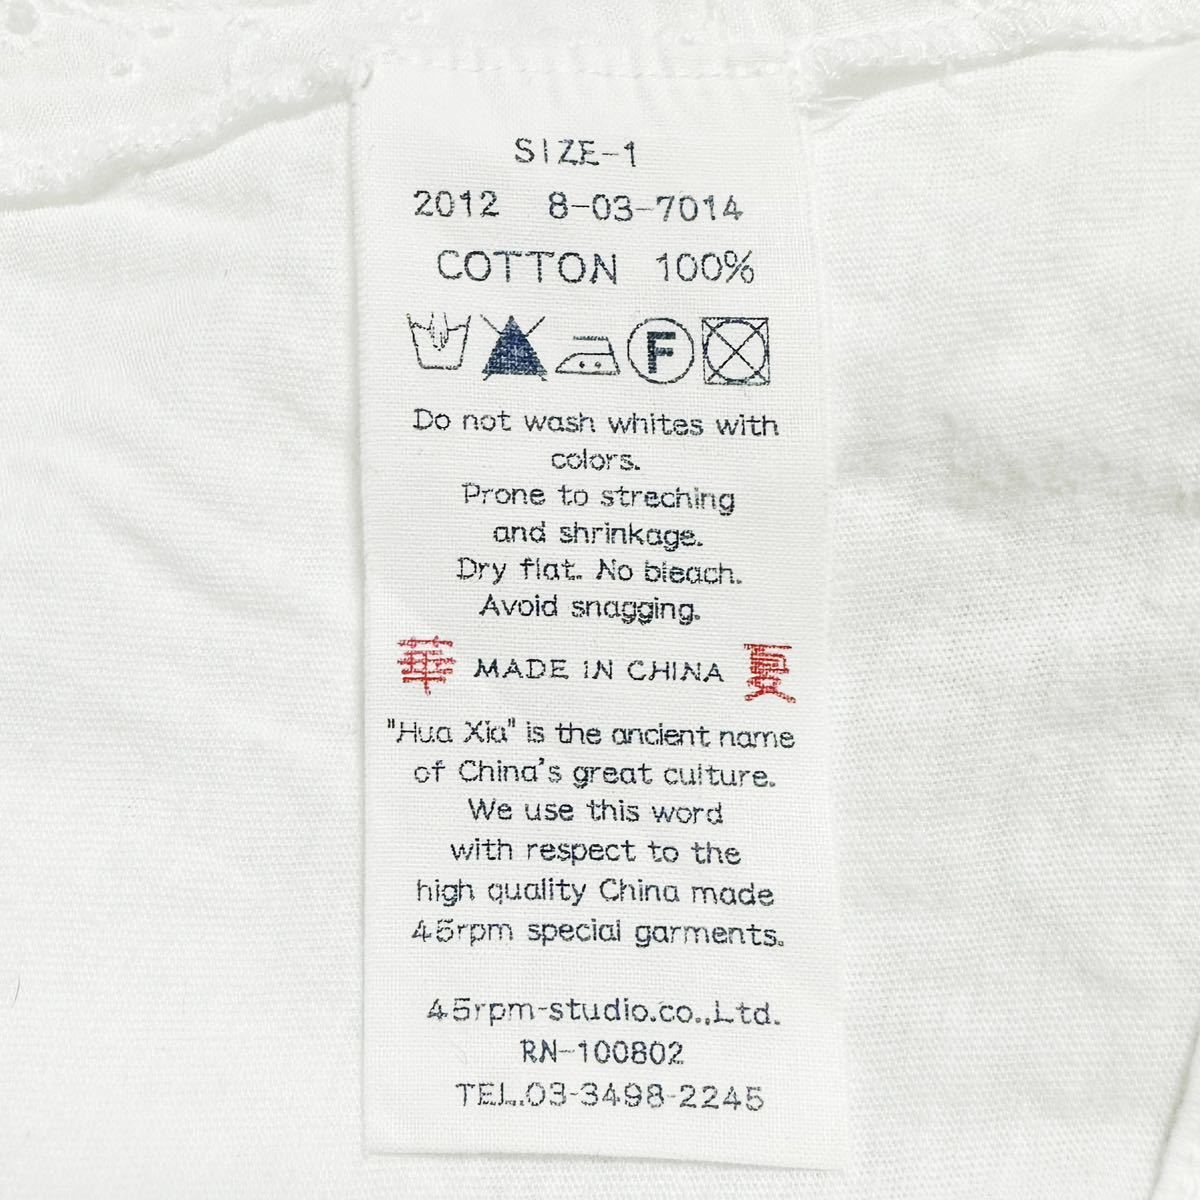 SIZE-1
2012 8-03-7014
COTTON 100%
F
Do not wash whites with
colors.
Prone to streching
and shrinkage.
Dry flat. No bleach.
Avoid snagging.
華 MADE IN CHINA 夏
"Hua Xia" is the ancient name
of China's great culture.
We use this word
with respect to the
high quality China made
45rpm special garments.
45rpm-studio.co.,Ltd.
RN-100802
TEL.03-3498-2245